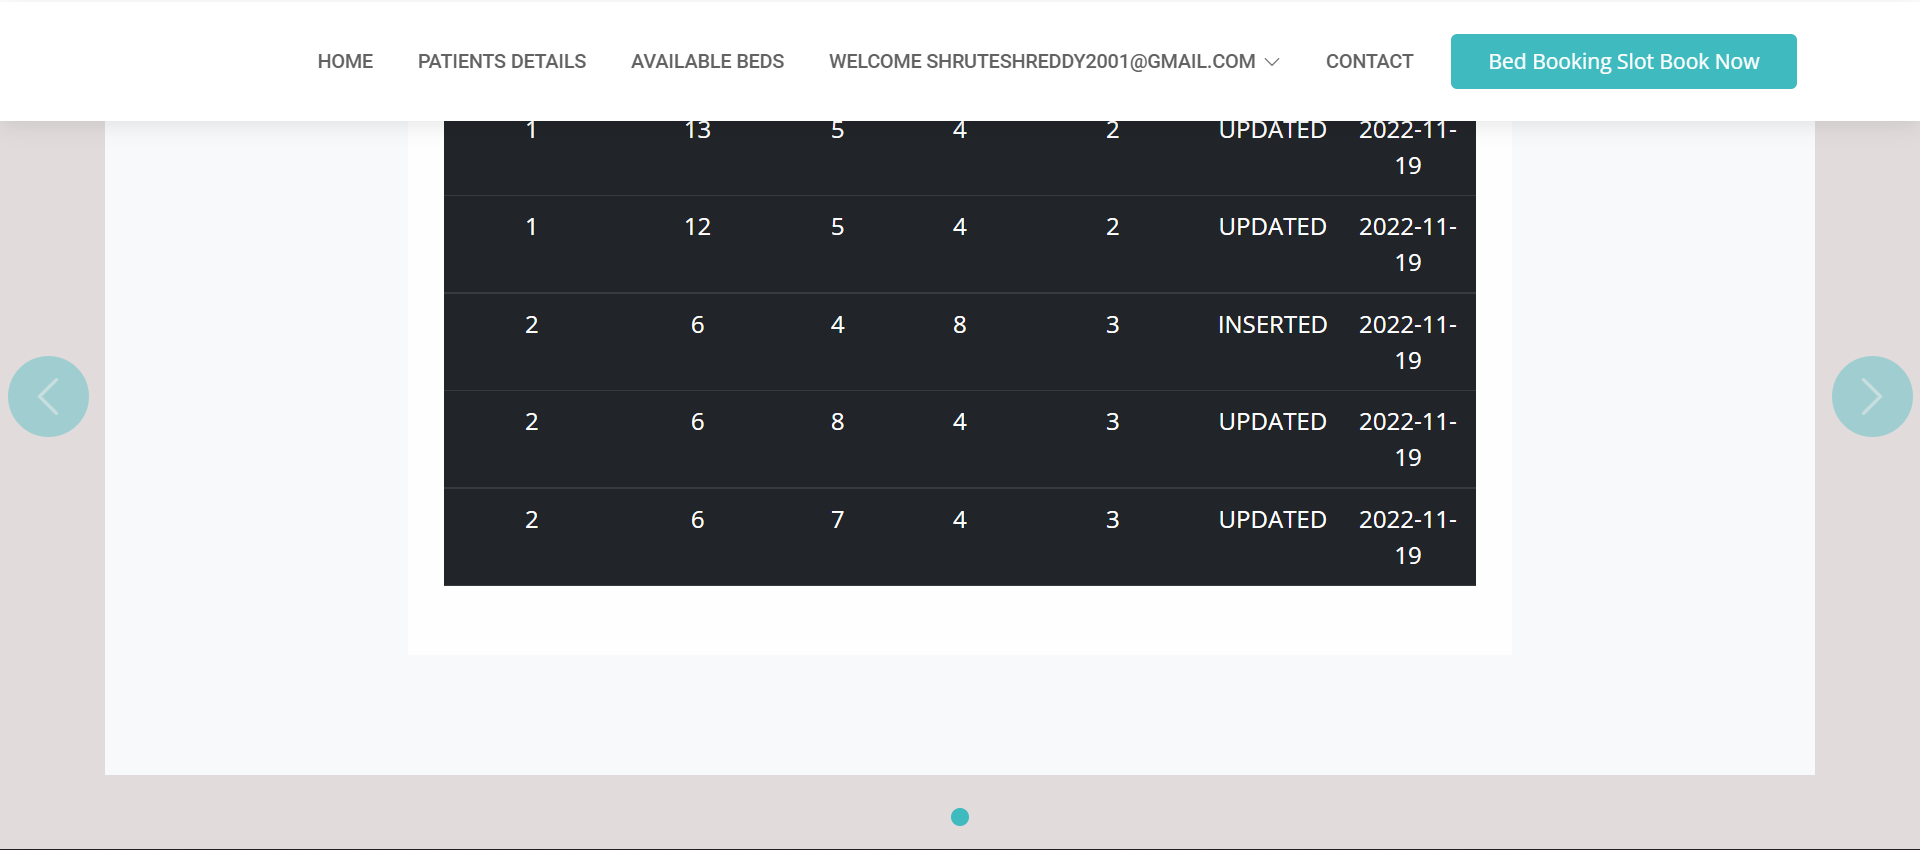 HOME PATIENTS DETAILS AVAILABLE BEDS WELCOME SHRUTESHREDDY2001@GMAIL.COM CONTACT Bed Booking Slot Book Now
1 13 5 4 2 UPDATED 2022-11-
19
1 12 5 4 2 UPDATED 2022-11-
19
2 6 4 8 3 INSERTED 2022-11-
19
2 6 8 4 3 UPDATED 2022-11-
19
2 6 7 4 3 UPDATED 2022-11-
19